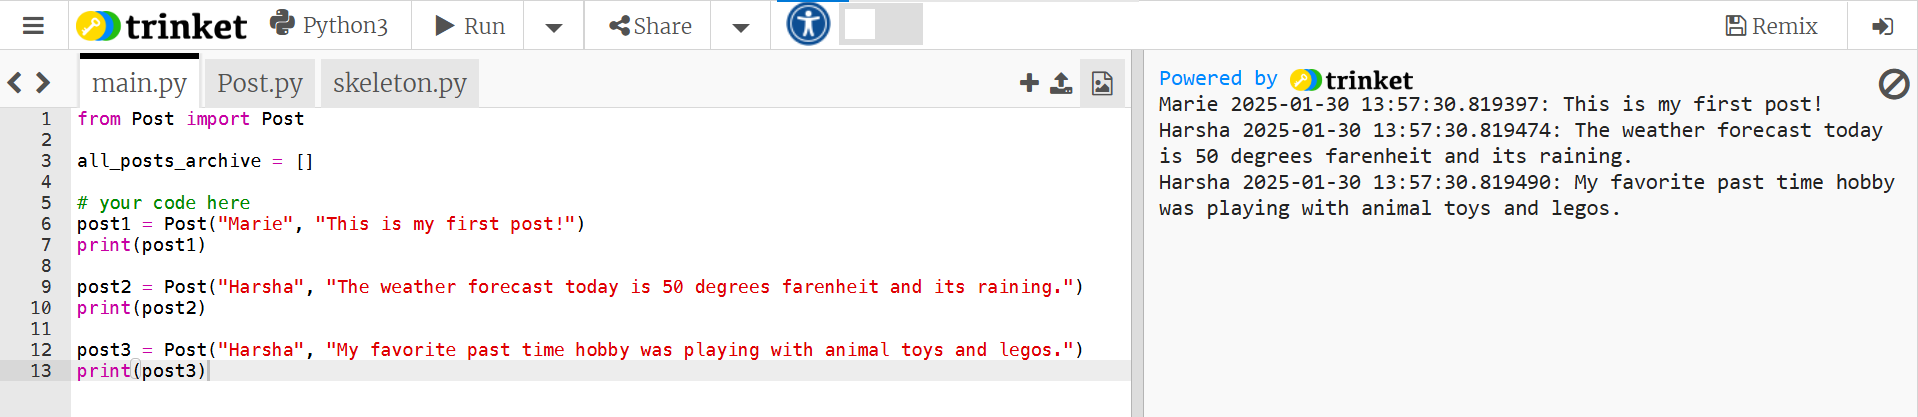 trinket Python3 Run Share Remix
main.py Post.py skeleton.py
1 from Post import Post
2
3 all_posts_archive = []
4
5 # your code here
6 post1 = Post("Marie", "This is my first post!")
7 print(post1)
8
9 post2 = Post("Harsha", "The weather forecast today is 50 degrees farenheit and its raining.")
10 print(post2)
11
12 post3 = Post("Harsha", "My favorite past time hobby was playing with animal toys and legos.")
13 print(post3)
Powered by trinket
Marie 2025-01-30 13:57:30.819397: This is my first post!
Harsha 2025-01-30 13:57:30.819474: The weather forecast today
is 50 degrees farenheit and its raining.
Harsha 2025-01-30 13:57:30.819490: My favorite past time hobby
was playing with animal toys and legos.